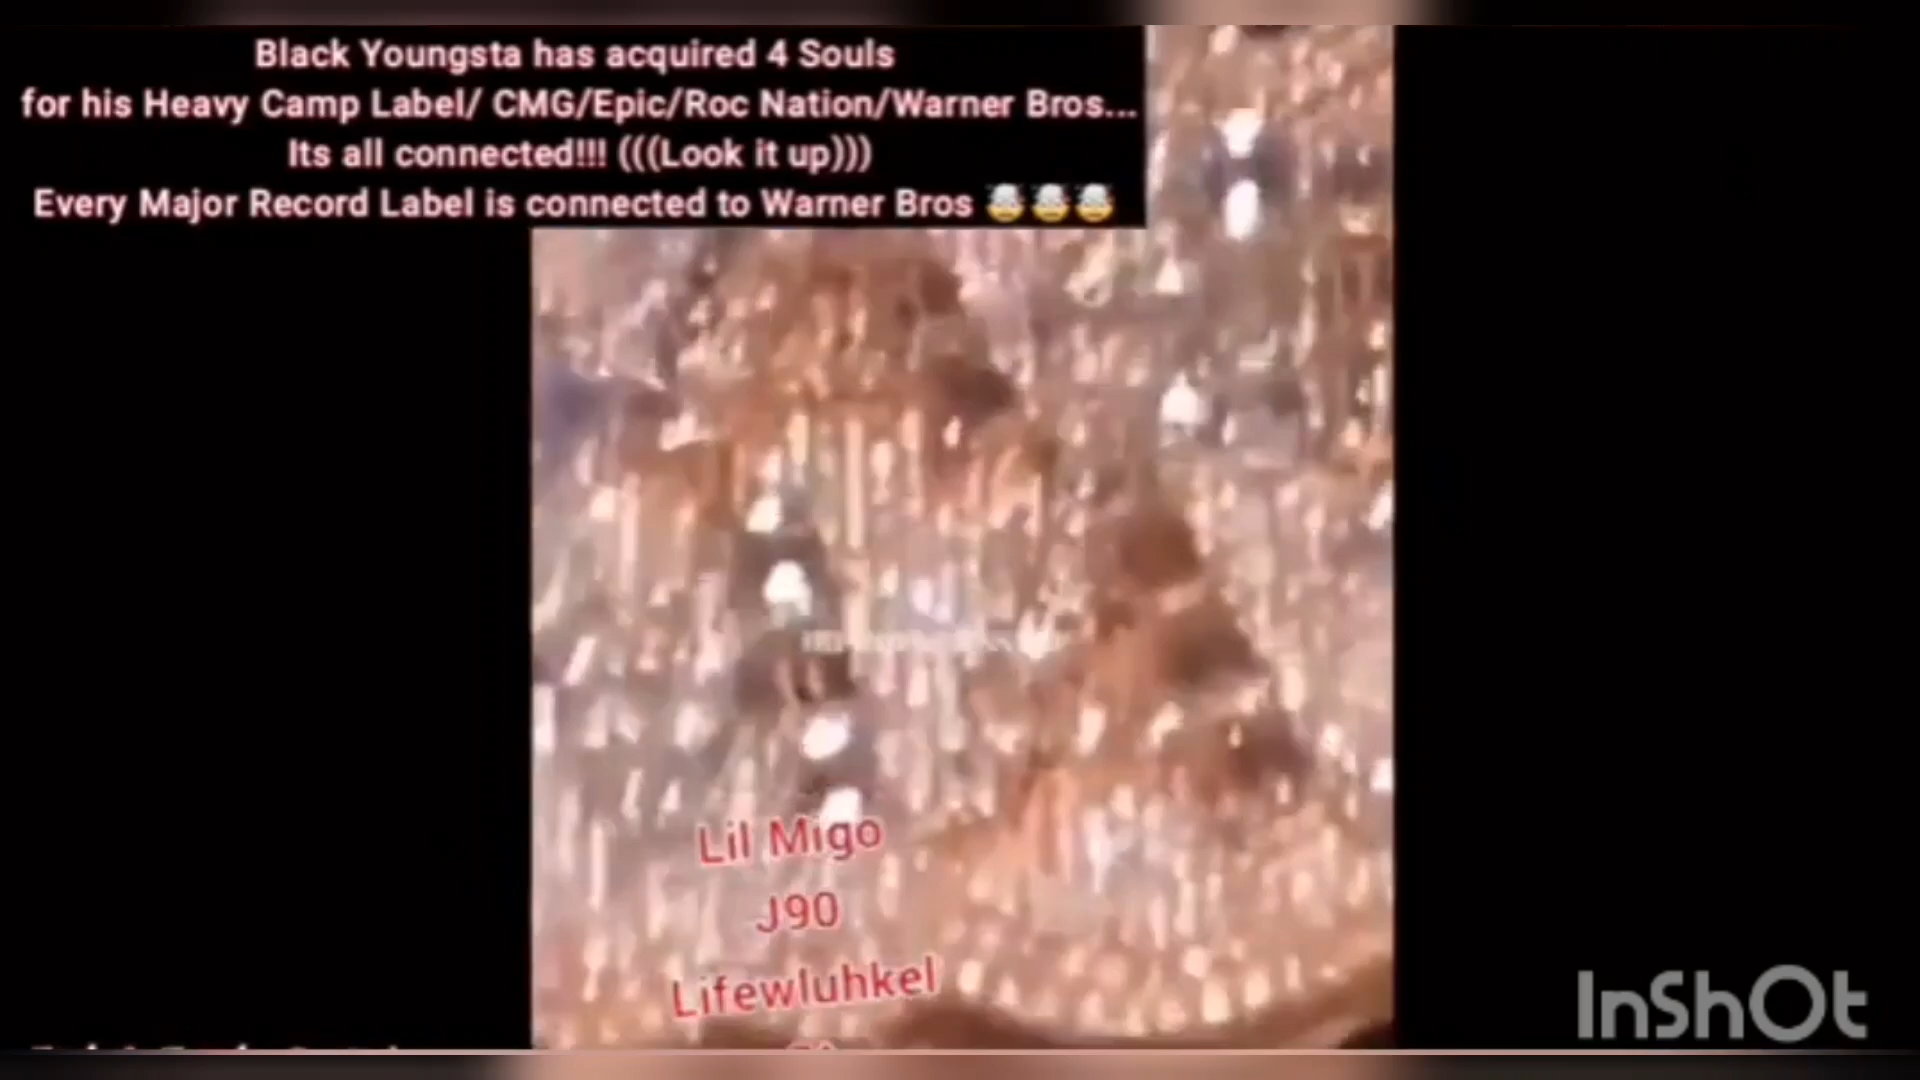 Black Youngsta has acquired 4 Souls
for his Heavy Camp Label/ CMG/Epic/Roc Nation/Warner Bros...
Its all connected!!! (((Look it up)))
Every Major Record Label is connected to Warner Bros 🤯🤯🤯
Lil Migo
J90
Lifewluhkel
InShOt